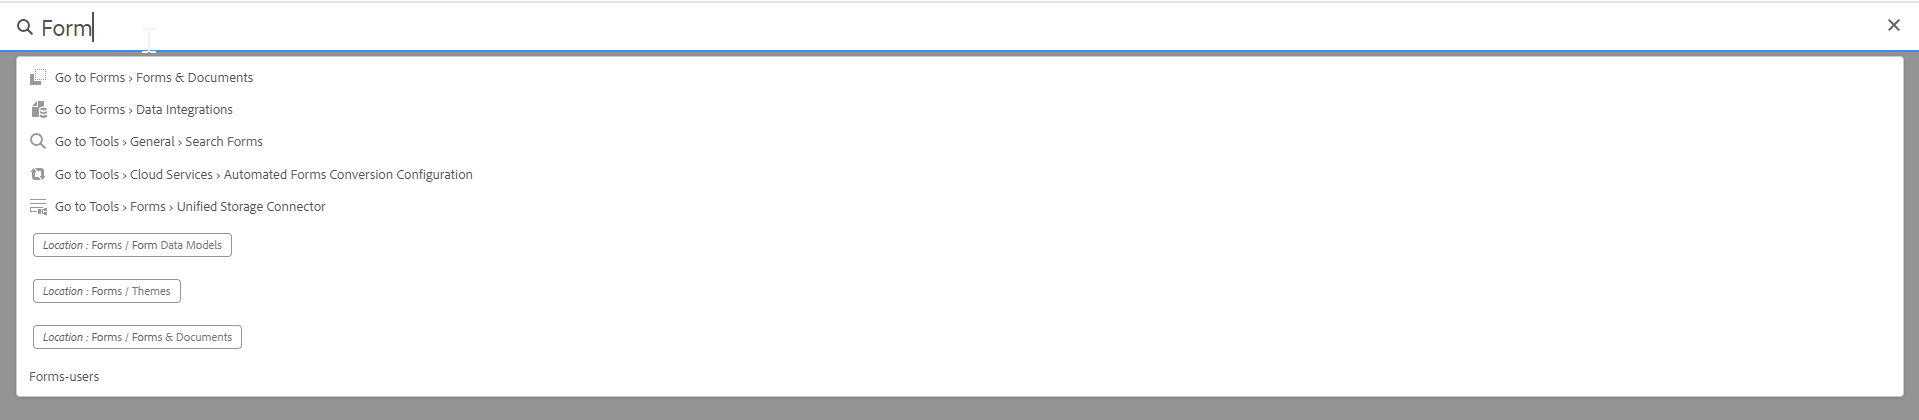 Form
Go to Forms › Forms & Documents
Go to Forms › Data Integrations
Go to Tools › General › Search Forms
Go to Tools › Cloud Services › Automated Forms Conversion Configuration
Go to Tools › Forms › Unified Storage Connector
Location : Forms / Form Data Models
Location : Forms / Themes
Location : Forms / Forms & Documents
Forms-users